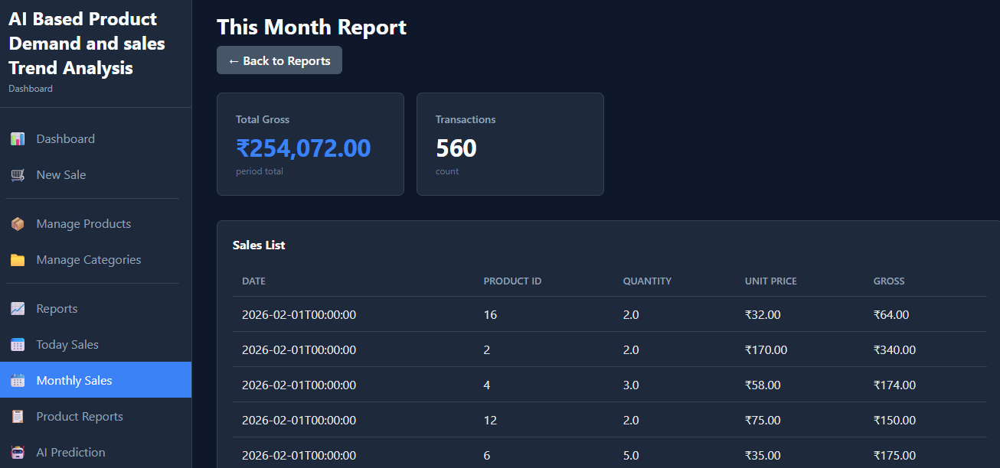 AI Based Product
Demand and sales
Trend Analysis
Dashboard
Dashboard
New Sale
Manage Products
Manage Categories
Reports
Today Sales
Monthly Sales
Product Reports
AI Prediction
This Month Report
← Back to Reports
Total Gross
₹254,072.00
period total
Transactions
560
count
Sales List
DATE PRODUCT ID QUANTITY UNIT PRICE GROSS
2026-02-01T00:00:00 16 2.0 ₹32.00 ₹64.00
2026-02-01T00:00:00 2 2.0 ₹170.00 ₹340.00
2026-02-01T00:00:00 4 3.0 ₹58.00 ₹174.00
2026-02-01T00:00:00 12 2.0 ₹75.00 ₹150.00
2026-02-01T00:00:00 6 5.0 ₹35.00 ₹175.00